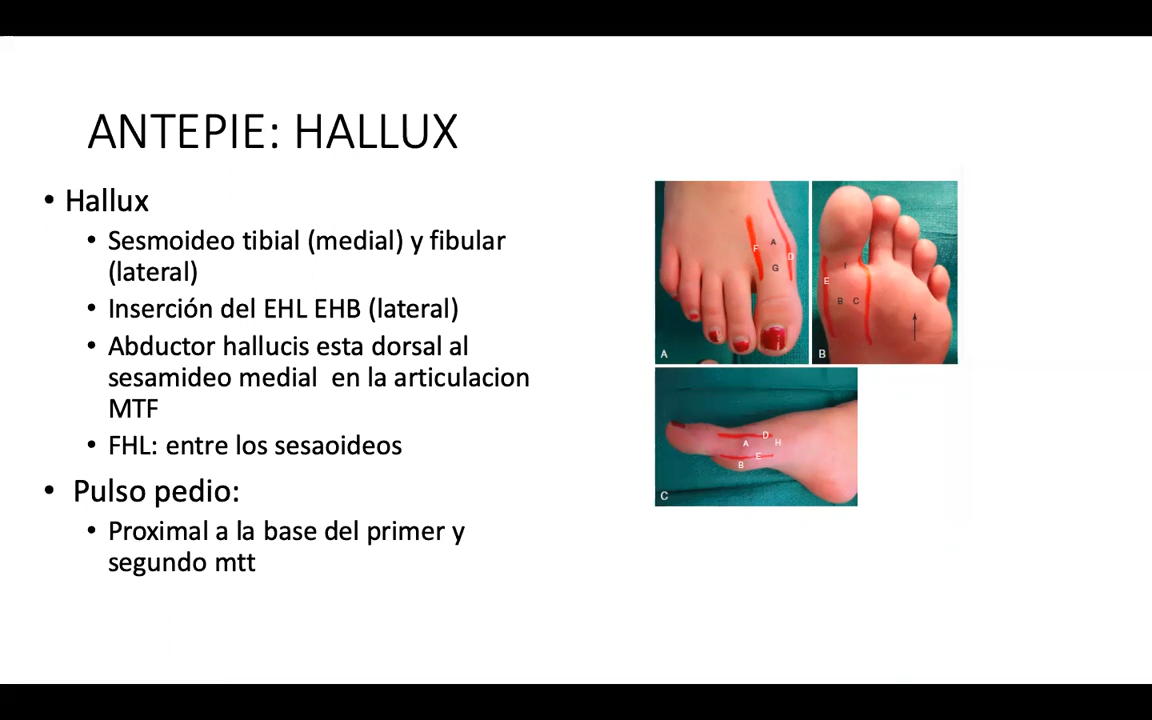 ANTEPIE: HALLUX
• Hallux
• Sesmoideo tibial (medial) y fibular
(lateral)
• Inserción del EHL EHB (lateral)
• Abductor hallucis esta dorsal al
sesamideo medial  en la articulacion
MTF
• FHL: entre los sesaoideos
• Pulso pedio:
• Proximal a la base del primer y
segundo mtt
F A D G A
I E B C B
D A H E B C